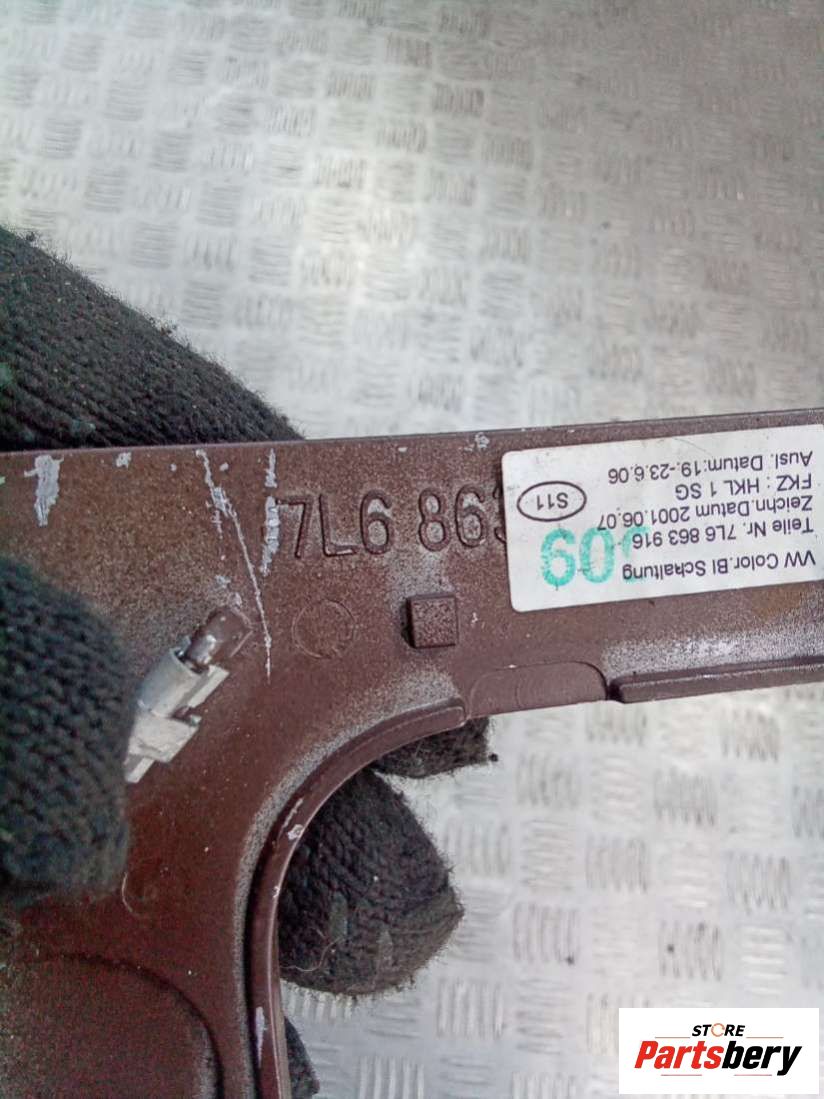 7L6 863
VW Color.Bl Schaltung
Teile Nr. 7L6 863 916
Zeichn.Datum 2001.06.07
FKZ : HKL 1 SG
Ausl. Datum:19.-23.6.06
S11
STORE
Partsbery